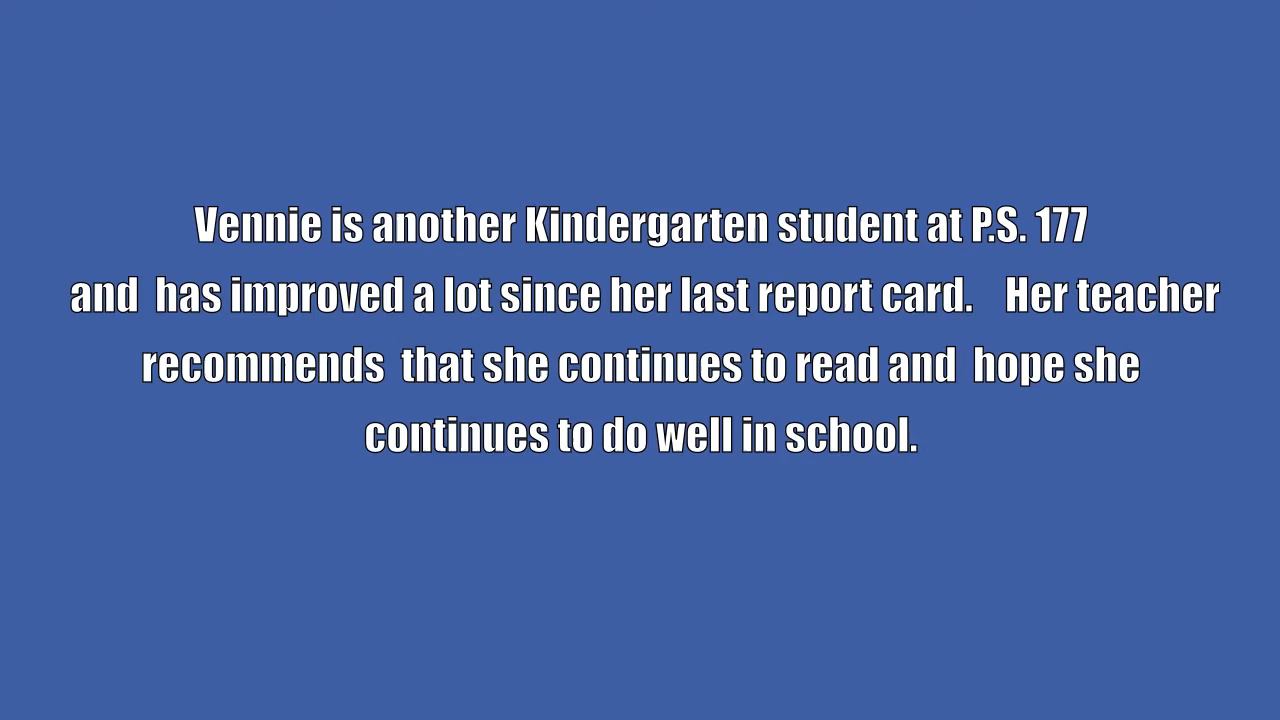 Vennie is another Kindergarten student at P.S. 177
and  has improved a lot since her last report card.    Her teacher
recommends  that she continues to read and  hope she
continues to do well in school.